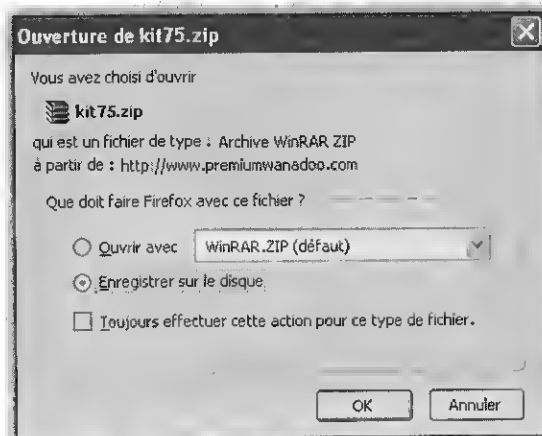 Ouverture de kit75.zip
Vous avez choisi d'ouvrir
kit75.zip
qui est un fichier de type : Archive WinRAR ZIP
à partir de : http://www.premiumwanadoo.com
Que doit faire Firefox avec ce fichier ?
Ouvrir avec WinRAR.ZIP (défaut)
Enregistrer sur le disque
Toujours effectuer cette action pour ce type de fichier.
OK Annuler